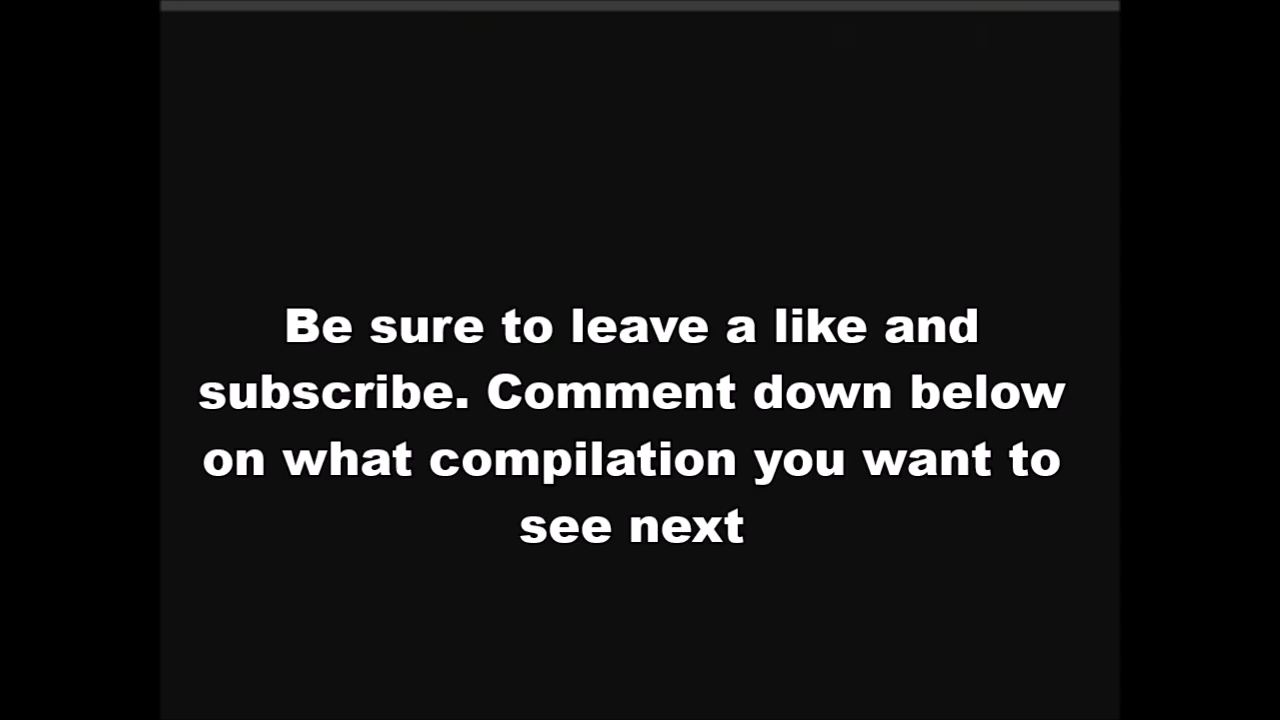 Be sure to leave a like and
subscribe. Comment down below
on what compilation you want to
see next